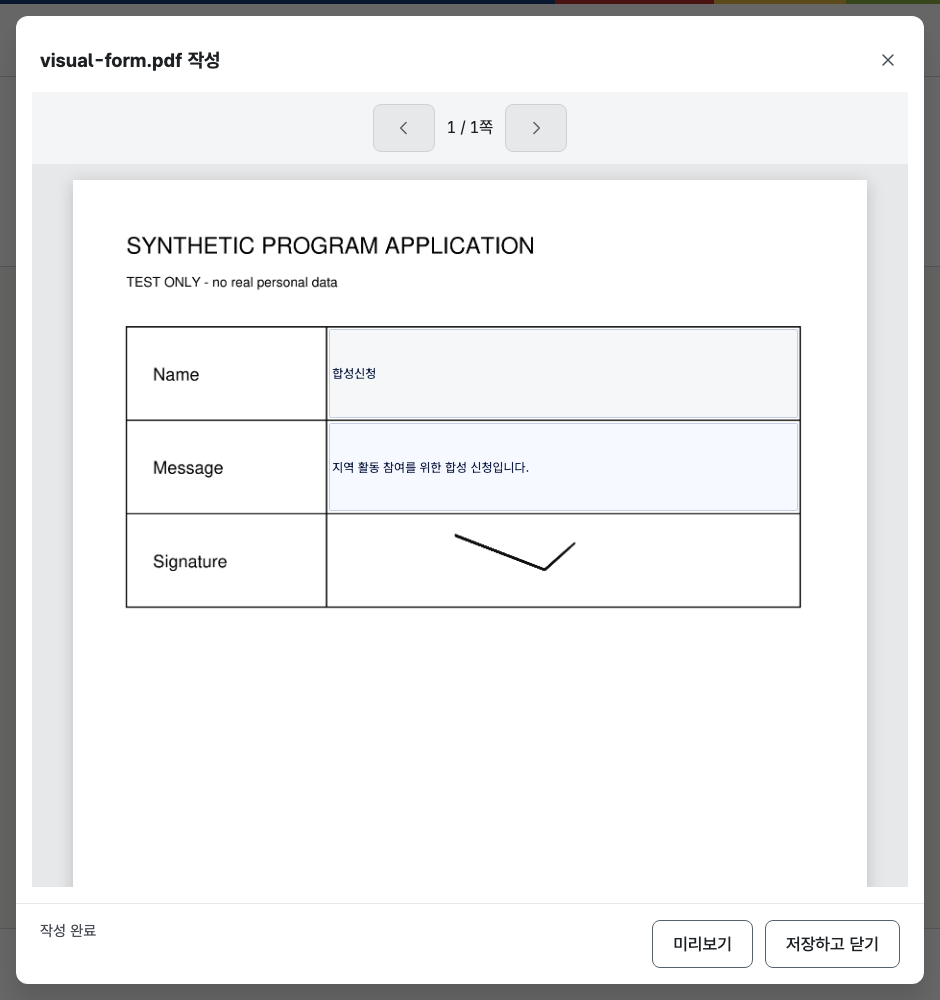 visual-form.pdf 작성
1 / 1쪽
SYNTHETIC PROGRAM APPLICATION
TEST ONLY - no real personal data
Name
합성신청
Message
지역 활동 참여를 위한 합성 신청입니다.
Signature
작성 완료
미리보기
저장하고 닫기